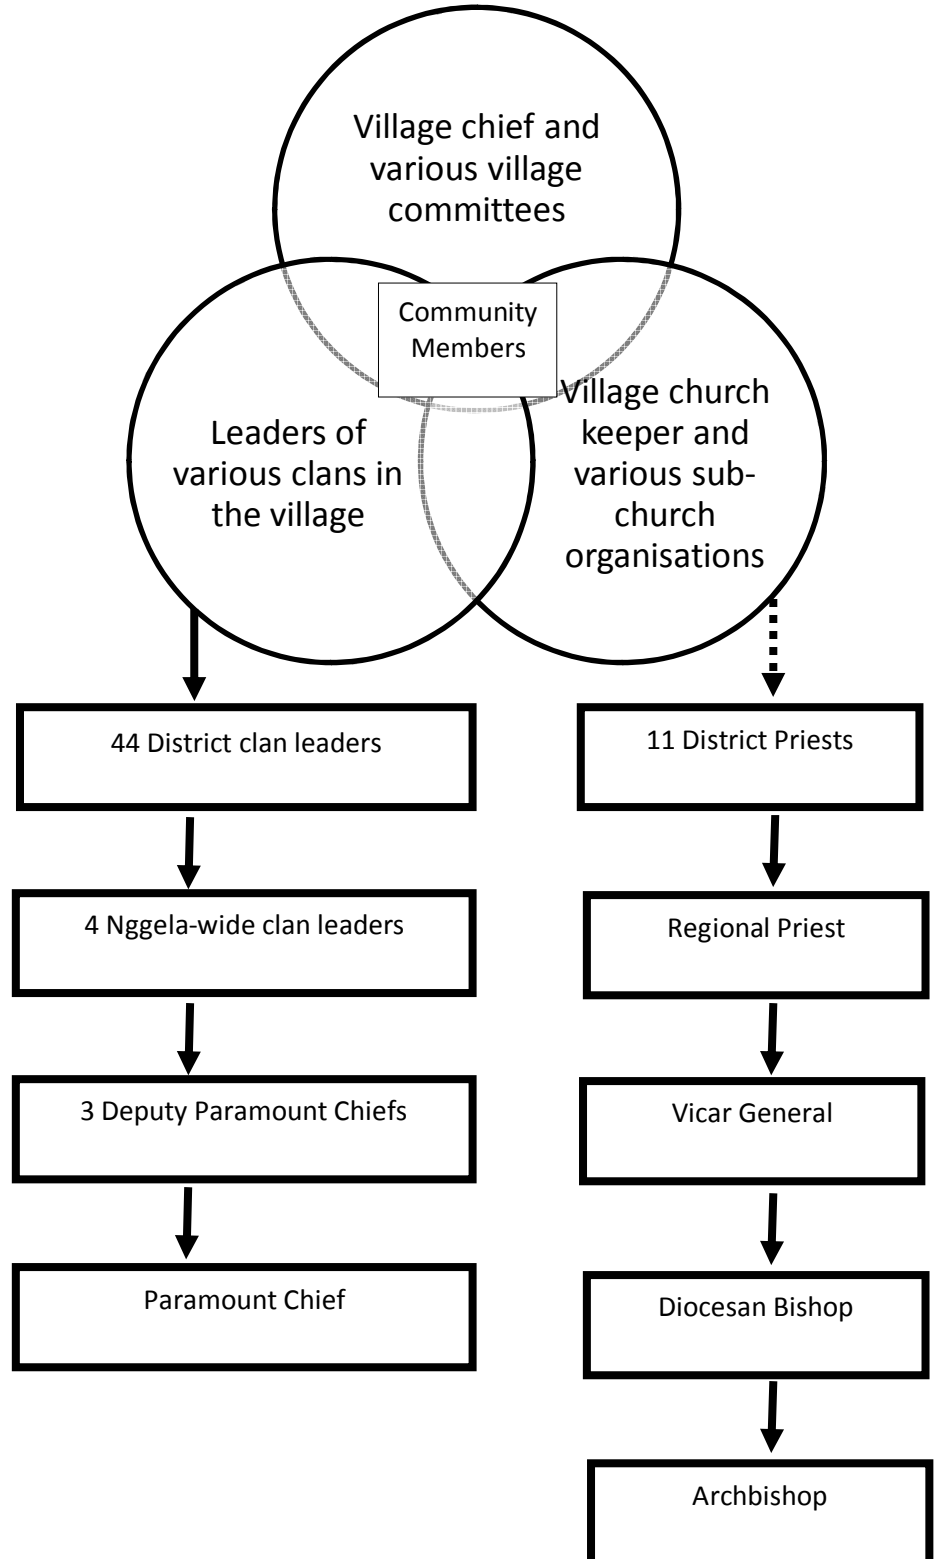 Village chief and
various village
committees
Community
Members
Leaders of
various clans in
the village
Village church
keeper and
various sub-
church
organisations
44 District clan leaders
4 Nggela-wide clan leaders
3 Deputy Paramount Chiefs
Paramount Chief
11 District Priests
Regional Priest
Vicar General
Diocesan Bishop
Archbishop